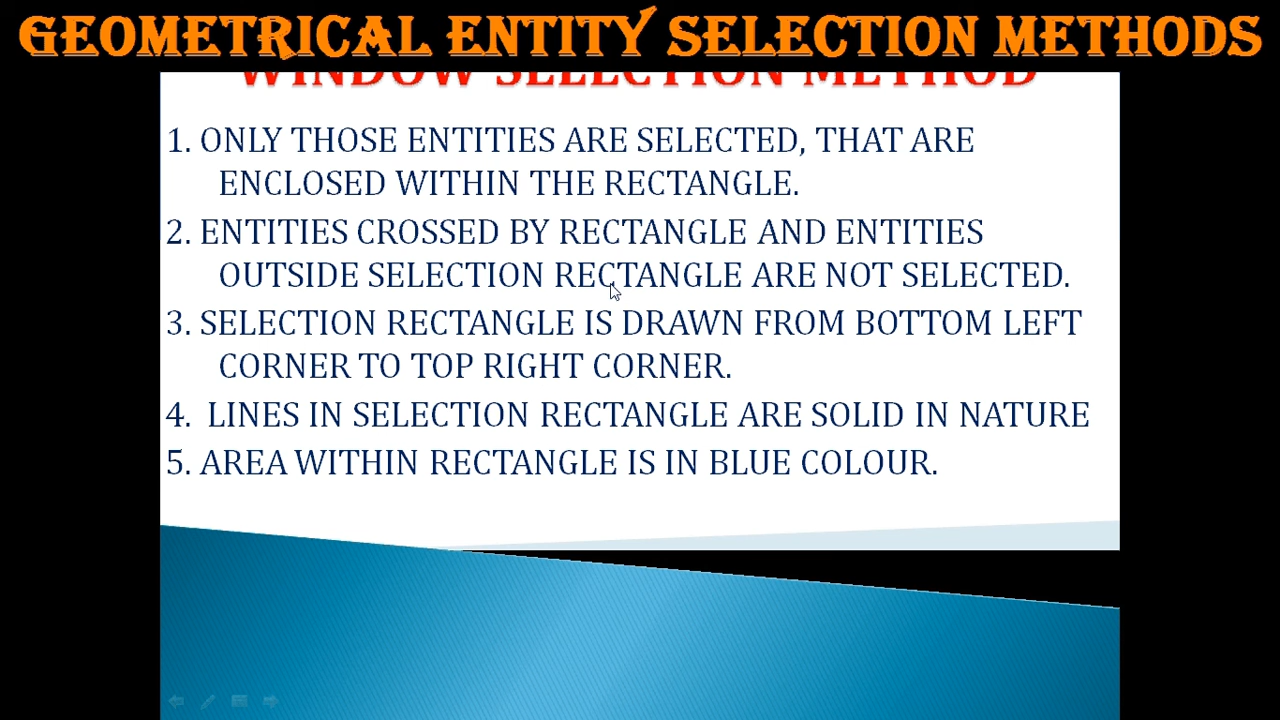 GEOMETRICAL ENTITY SELECTION METHODS
WINDOW SELECTION METHOD
1. ONLY THOSE ENTITIES ARE SELECTED, THAT ARE
ENCLOSED WITHIN THE RECTANGLE.
2. ENTITIES CROSSED BY RECTANGLE AND ENTITIES
OUTSIDE SELECTION RECTANGLE ARE NOT SELECTED.
3. SELECTION RECTANGLE IS DRAWN FROM BOTTOM LEFT
CORNER TO TOP RIGHT CORNER.
4. LINES IN SELECTION RECTANGLE ARE SOLID IN NATURE
5. AREA WITHIN RECTANGLE IS IN BLUE COLOUR.